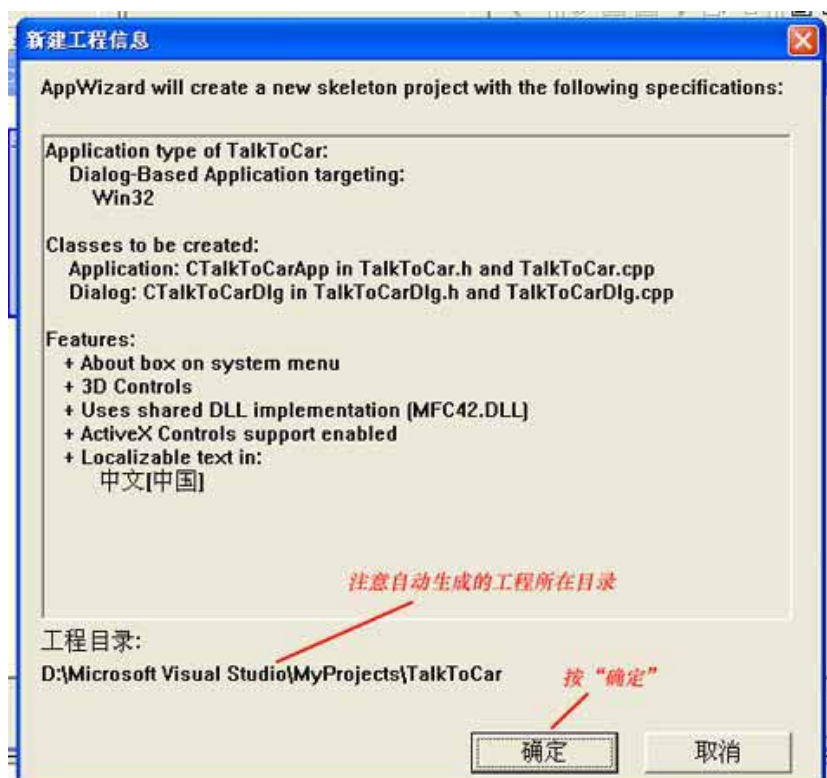 新建工程信息
AppWizard will create a new skeleton project with the following specifications:
Application type of TalkToCar:
Dialog-Based Application targeting:
Win32
Classes to be created:
Application: CTalkToCarApp in TalkToCar.h and TalkToCar.cpp
Dialog: CTalkToCarDlg in TalkToCarDlg.h and TalkToCarDlg.cpp
Features:
+ About box on system menu
+ 3D Controls
+ Uses shared DLL implementation (MFC42.DLL)
+ ActiveX Controls support enabled
+ Localizable text in:
中文[中国]
注意自动生成的工程所在目录
工程目录:
D:\Microsoft Visual Studio\MyProjects\TalkToCar
按“确定”
确定
取消